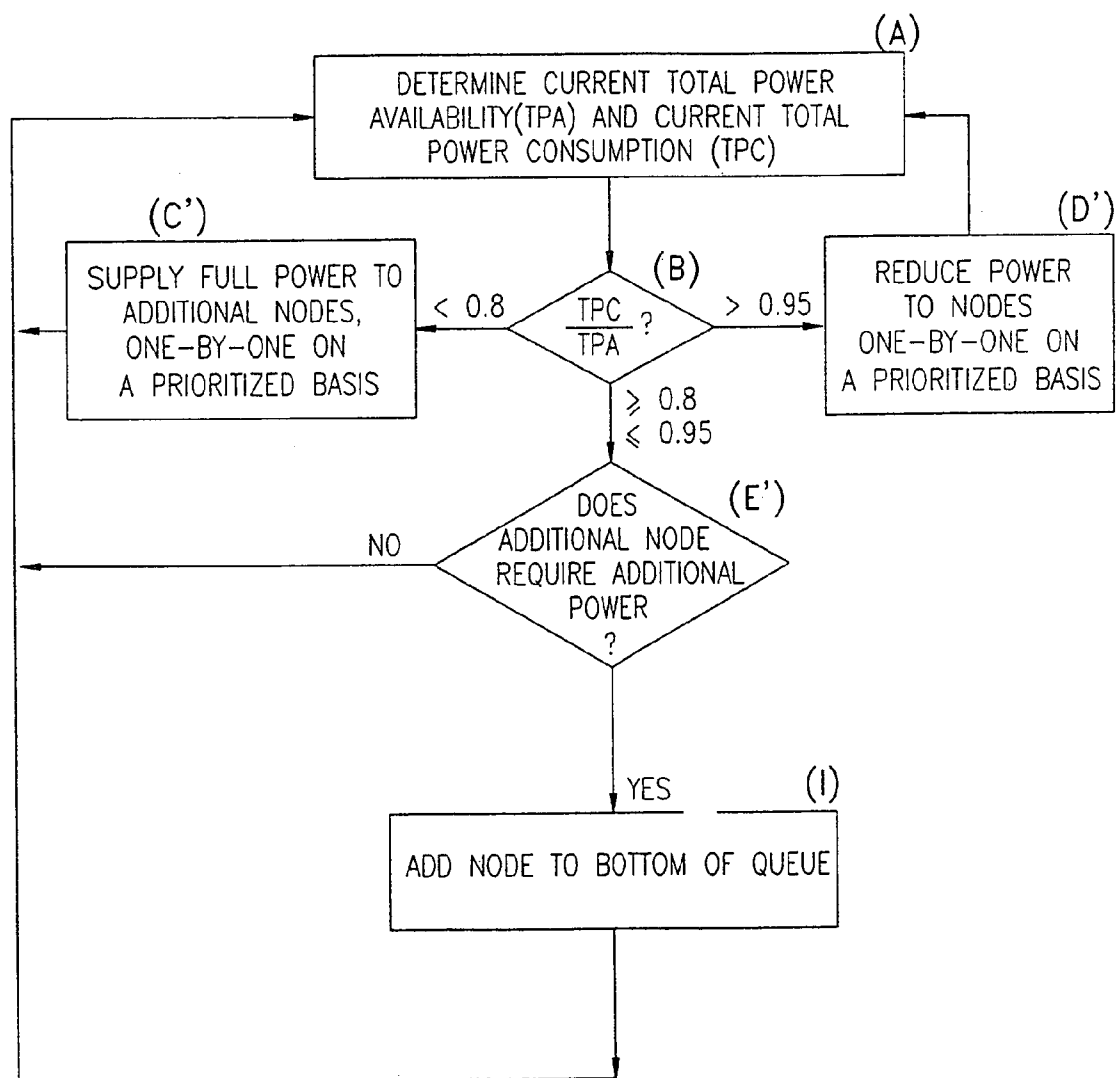 (A)
DETERMINE CURRENT TOTAL POWER
AVAILABILITY(TPA) AND CURRENT TOTAL
POWER CONSUMPTION (TPC)
(C')
SUPPLY FULL POWER TO
ADDITIONAL NODES,
ONE-BY-ONE ON
A PRIORITIZED BASIS
< 0.8
(B)
TPC
TPA
?
> 0.95
(D')
REDUCE POWER
TO NODES
ONE-BY-ONE ON
A PRIORITIZED BASIS
⩾ 0.8
⩽ 0.95
(E')
DOES
ADDITIONAL NODE
REQUIRE ADDITIONAL
POWER
?
NO
YES
(I)
ADD NODE TO BOTTOM OF QUEUE